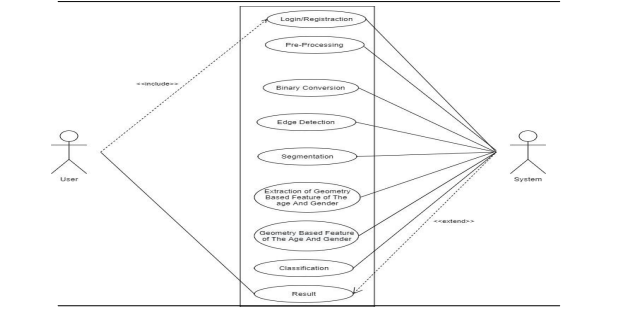 Login/Registraction
Pre-Processing
<<include>>
Binary Conversion
Edge Detection
Segmentation
User
System
Extraction of Geometry
Based Feature of The
age And Gender
<<extend>>
Geometry Based Feature
of The Age And Gender
Classification
Result